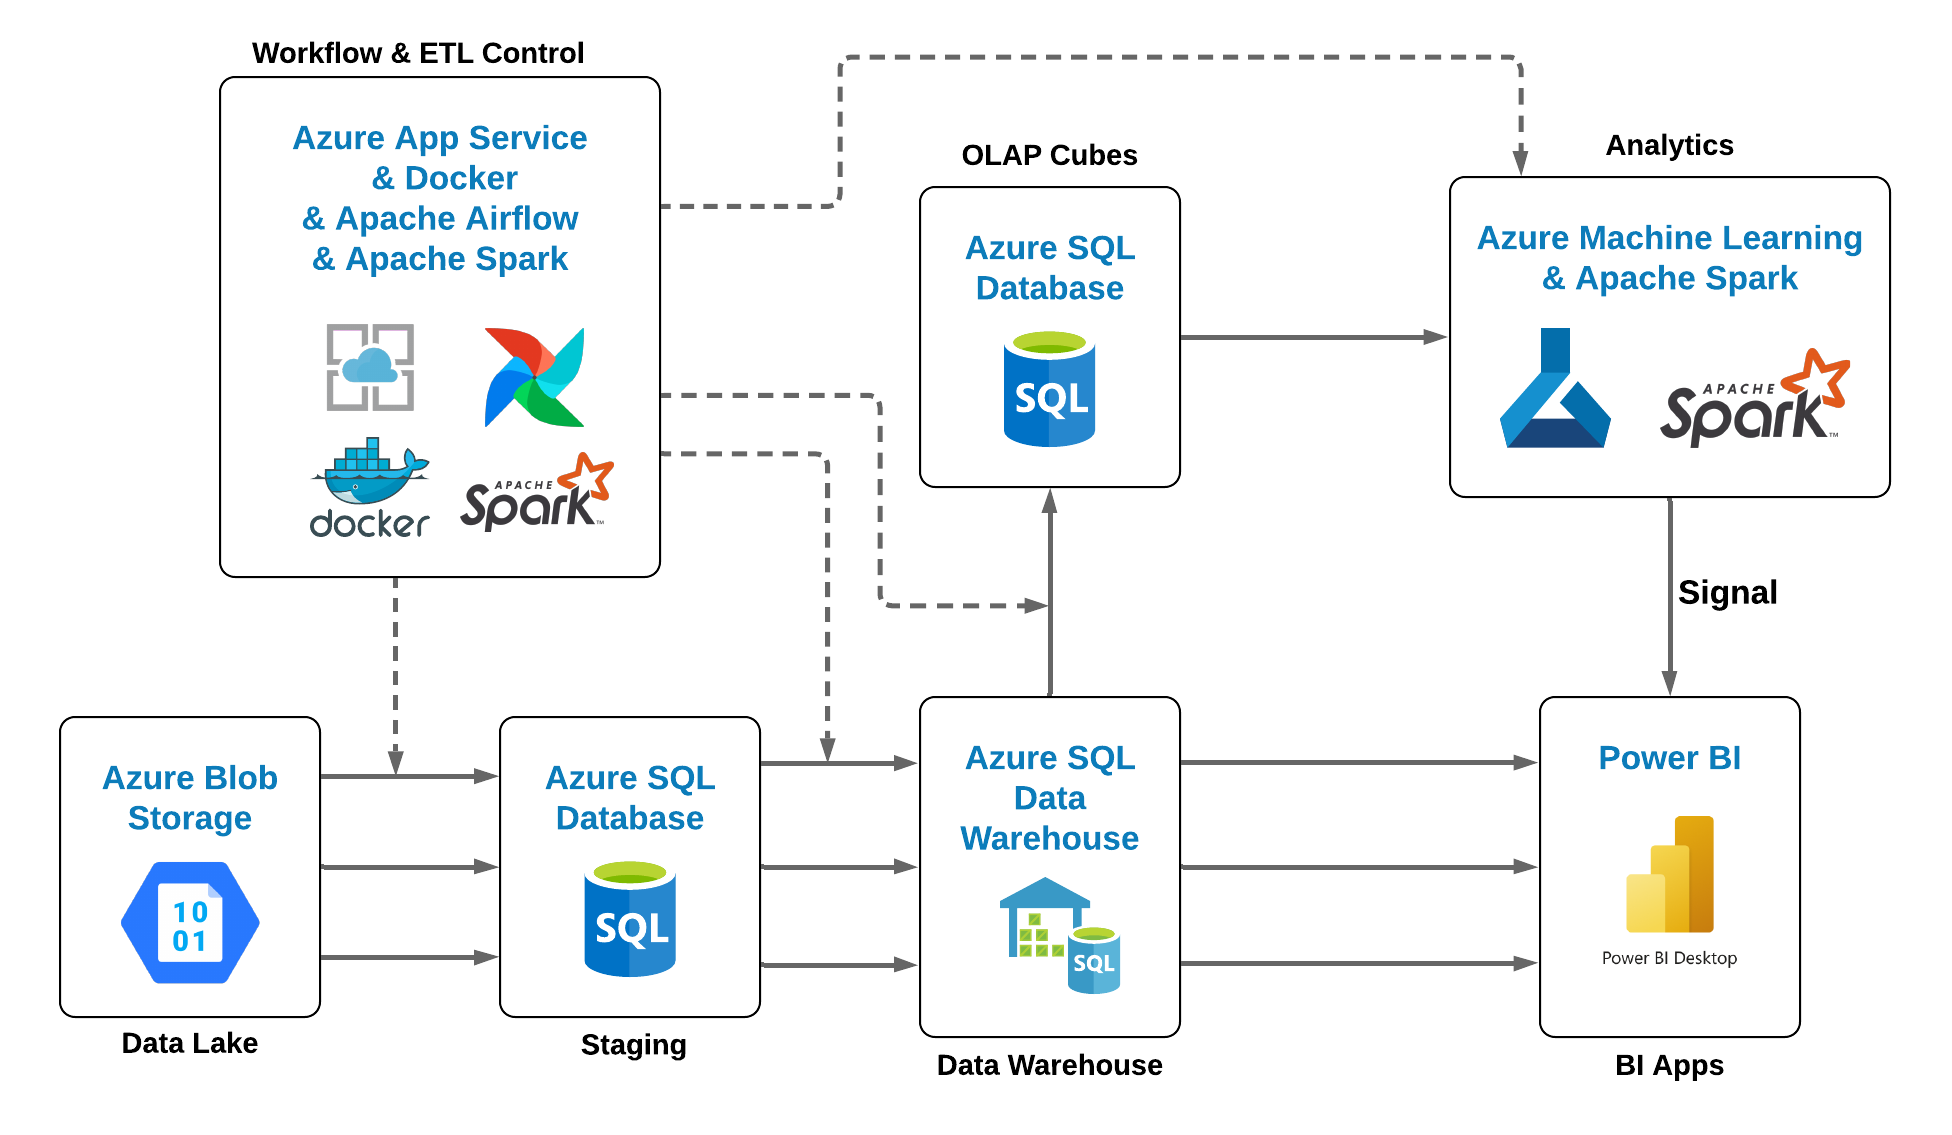 Workflow & ETL Control
Azure App Service
& Docker
& Apache Airflow
& Apache Spark
docker
APACHE
Spark™
OLAP Cubes
Azure SQL
Database
SQL
Analytics
Azure Machine Learning
& Apache Spark
APACHE
Spark™
Signal
Azure Blob
Storage
10
01
Data Lake
Azure SQL
Database
SQL
Staging
Azure SQL
Data
Warehouse
SQL
Data Warehouse
Power BI
Power BI Desktop
BI Apps